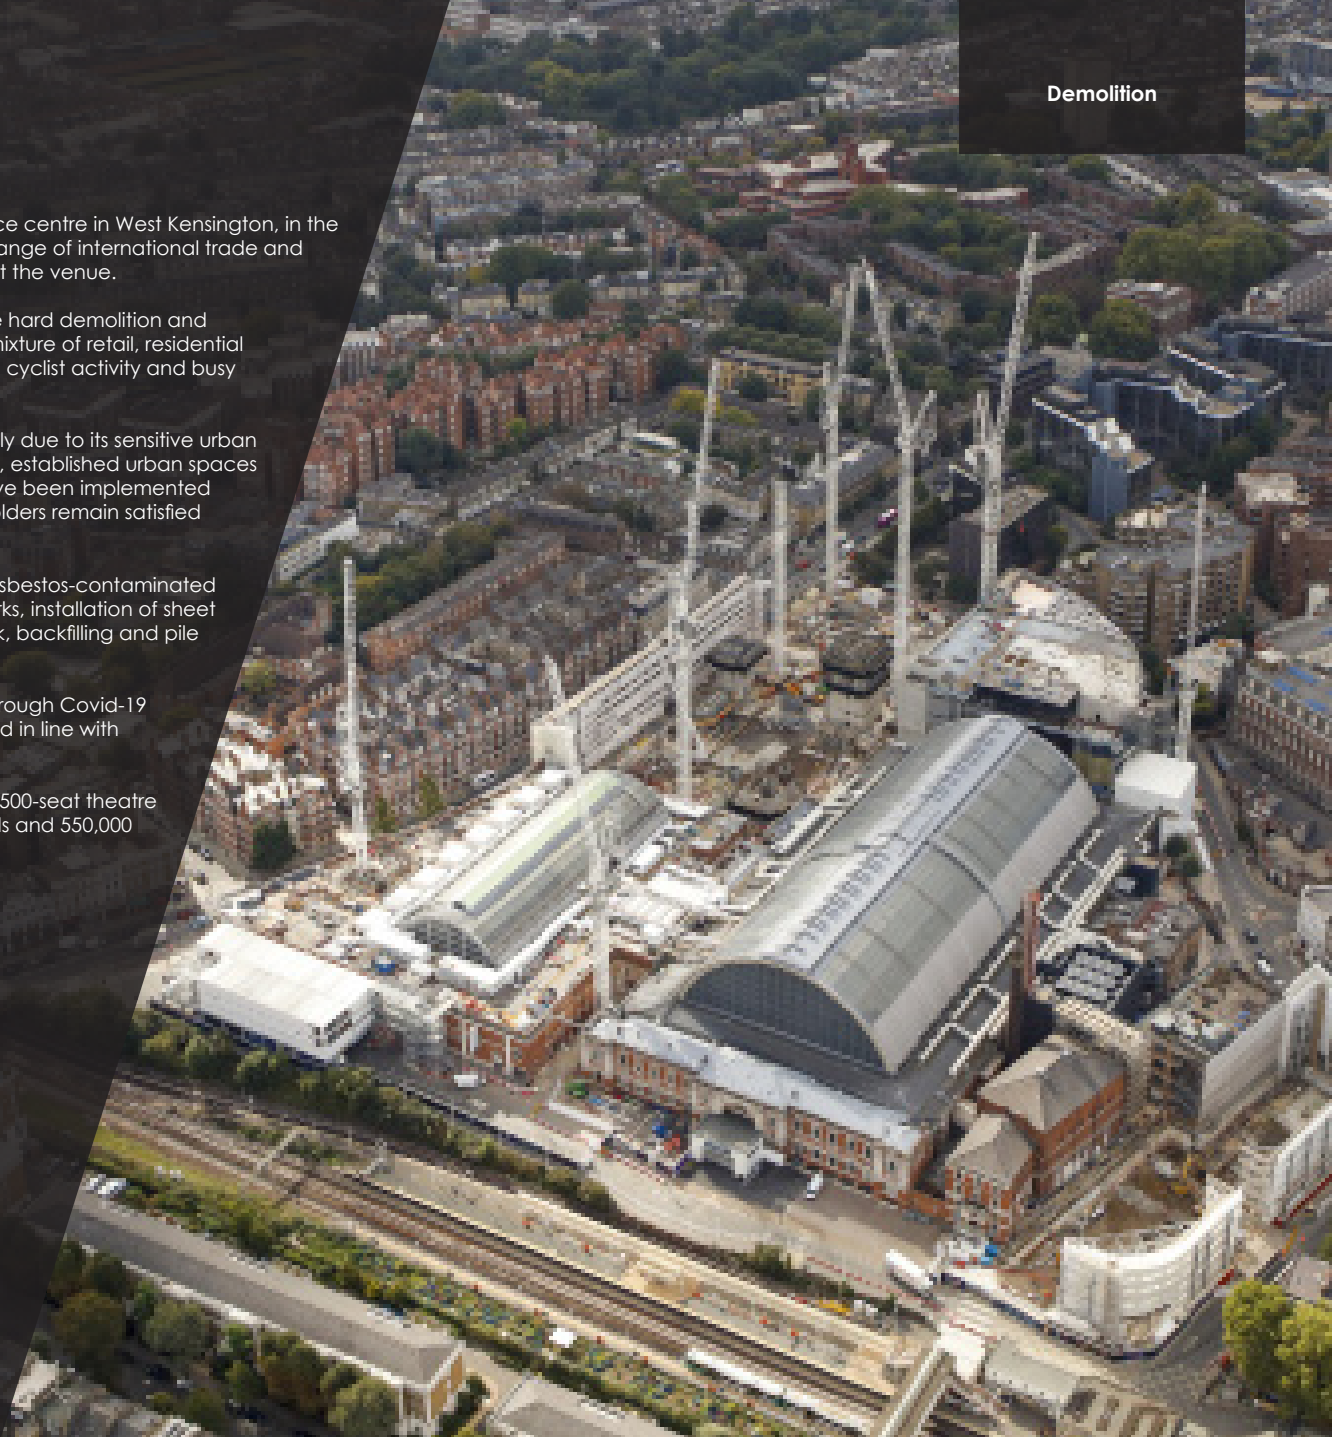 Demolition
ce centre in West Kensington, in the
ange of international trade and
t the venue.
e hard demolition and
nixture of retail, residential
cyclist activity and busy
ly due to its sensitive urban
, established urban spaces
ve been implemented
olders remain satisfied
sbestos-contaminated
rks, installation of sheet
k, backfilling and pile
rough Covid-19
d in line with
500-seat theatre
ls and 550,000